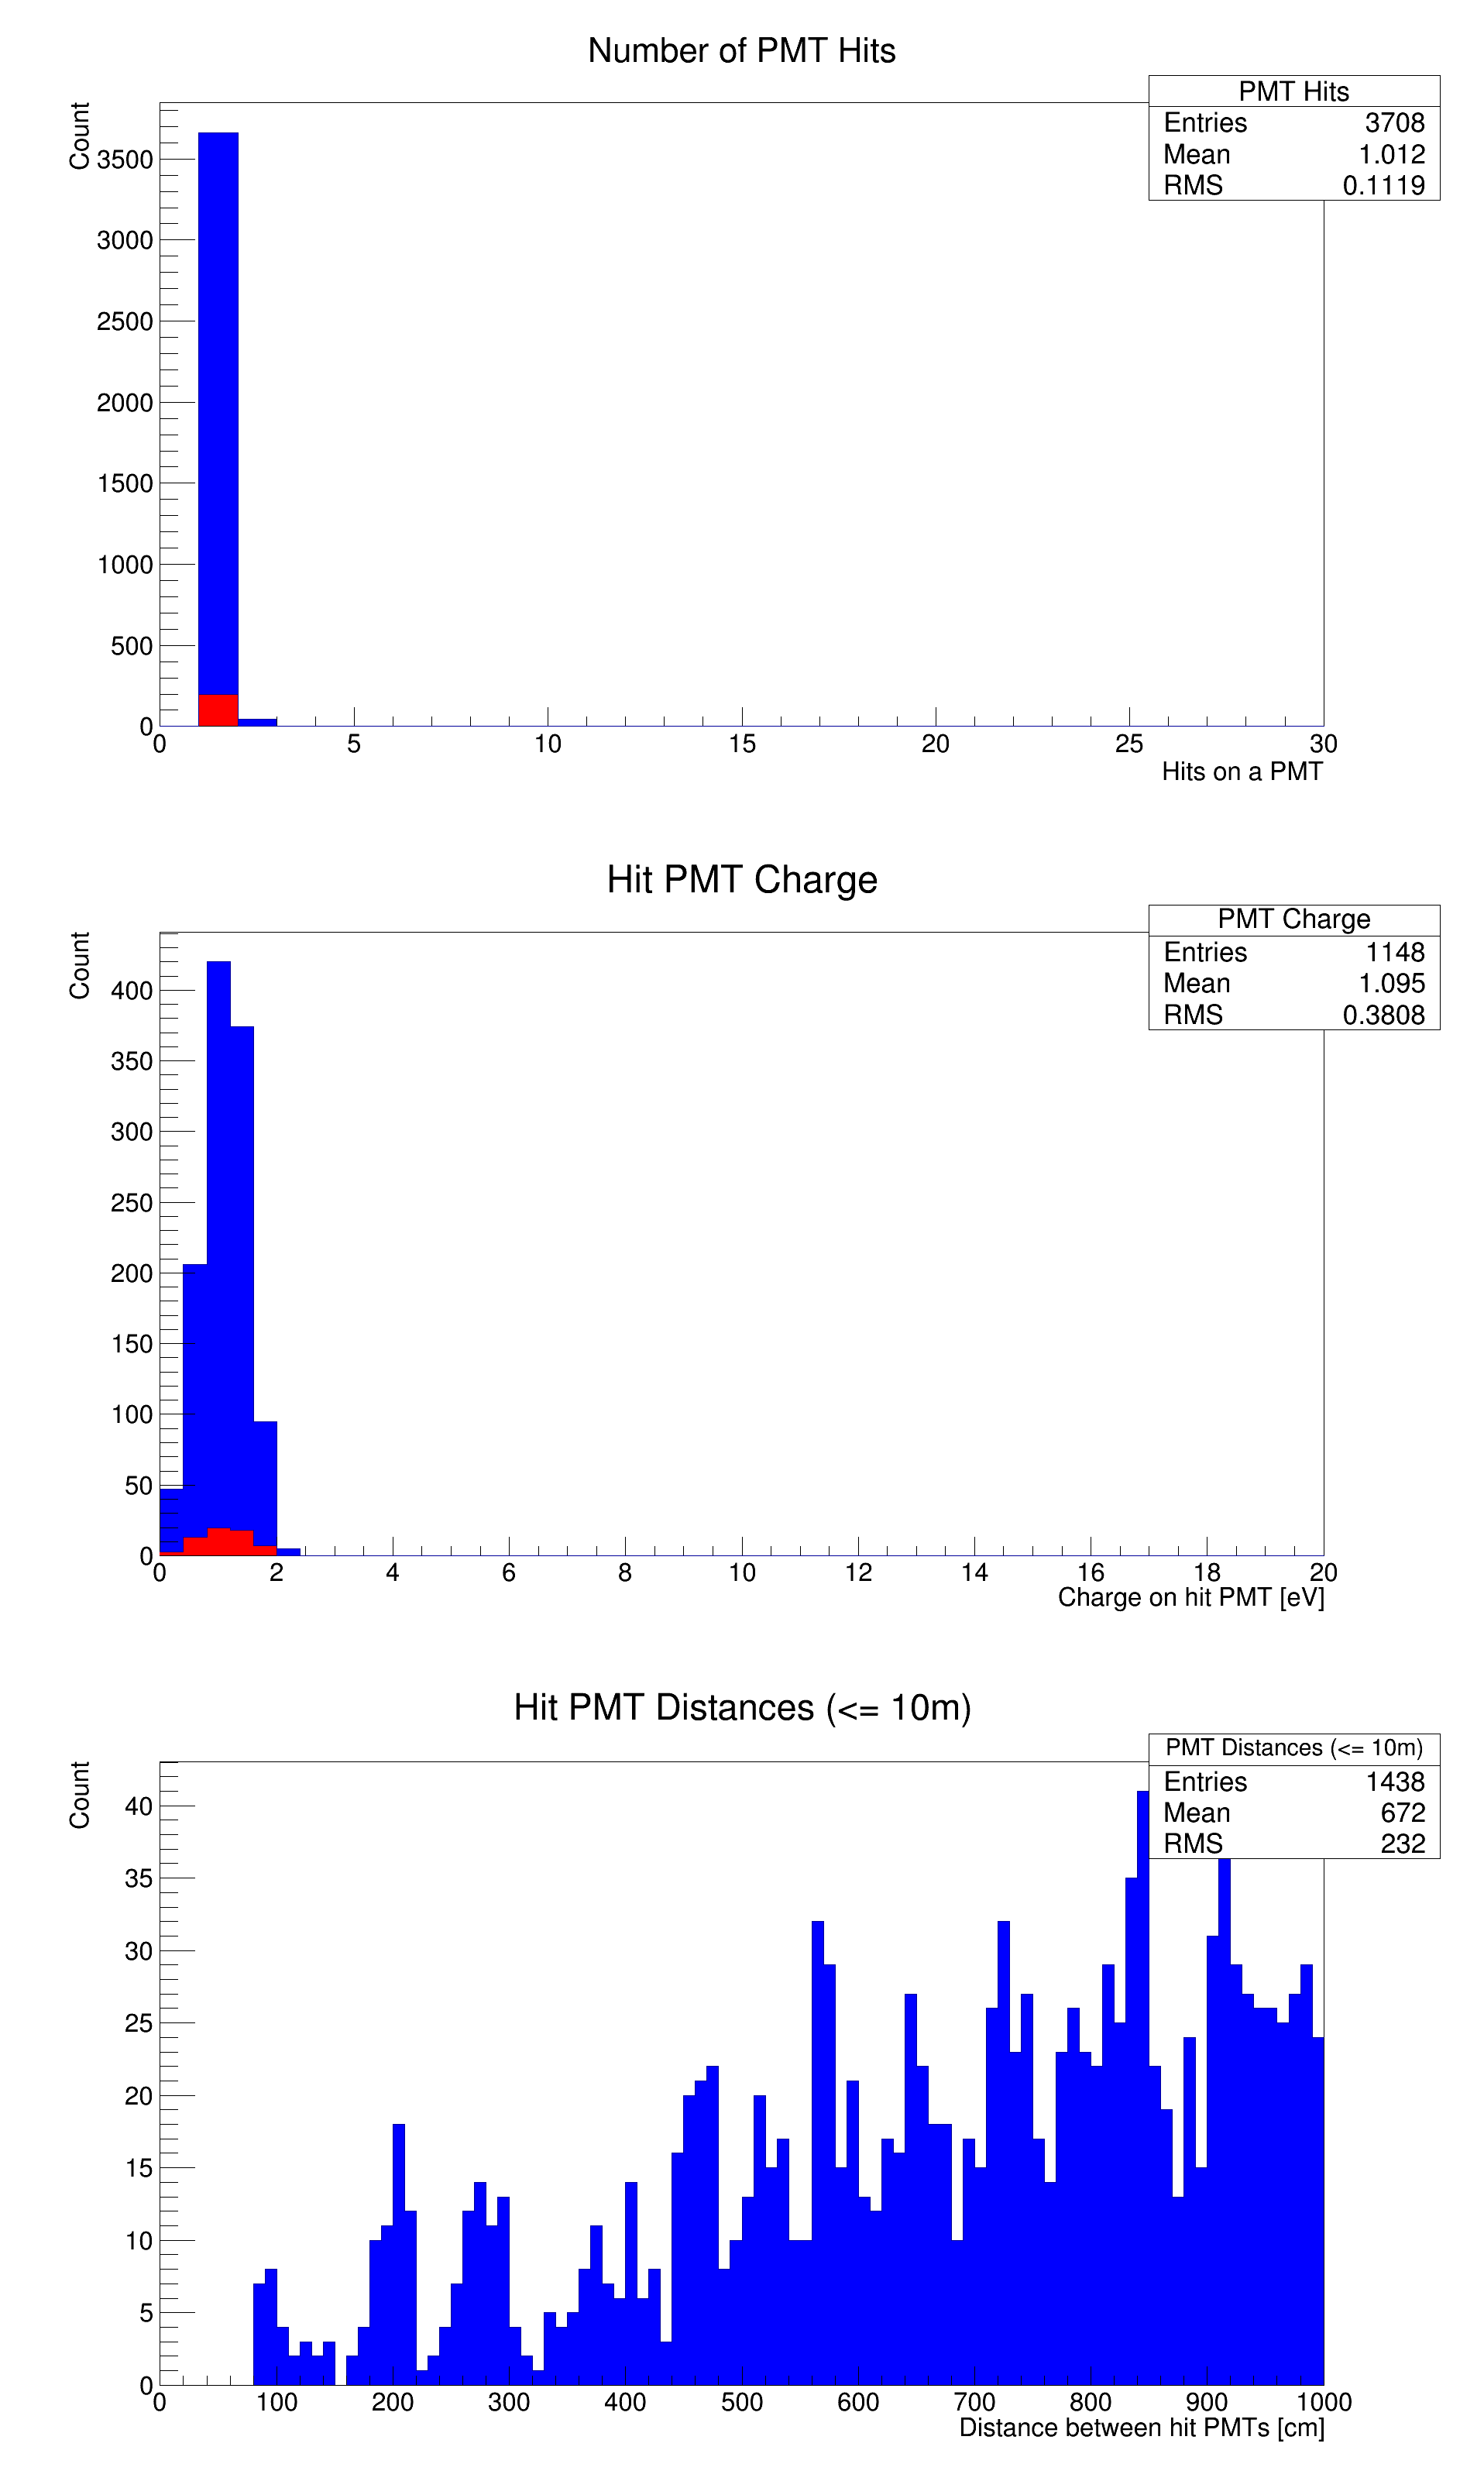 Number of PMT Hits
PMT Hits
Entries 3708
Mean 1.012
RMS 0.1119
Count
3500
3000
2500
2000
1500
1000
500
0
0 5 10 15 20 25 30
Hits on a PMT
Hit PMT Charge
PMT Charge
Entries 1148
Mean 1.095
RMS 0.3808
Count
400
350
300
250
200
150
100
50
0
0 2 4 6 8 10 12 14 16 18 20
Charge on hit PMT [eV]
Hit PMT Distances (<= 10m)
PMT Distances (<= 10m)
Entries 1438
Mean 672
RMS 232
Count
40
35
30
25
20
15
10
5
0
0 100 200 300 400 500 600 700 800 900 1000
Distance between hit PMTs [cm]